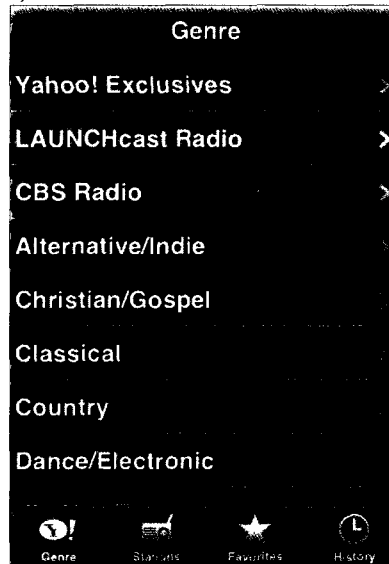 Genre
Yahoo! Exclusives
LAUNCHcast Radio
CBS Radio
Alternative/Indie
Christian/Gospel
Classical
Country
Dance/Electronic
Y!
Genre Stations Favorites History